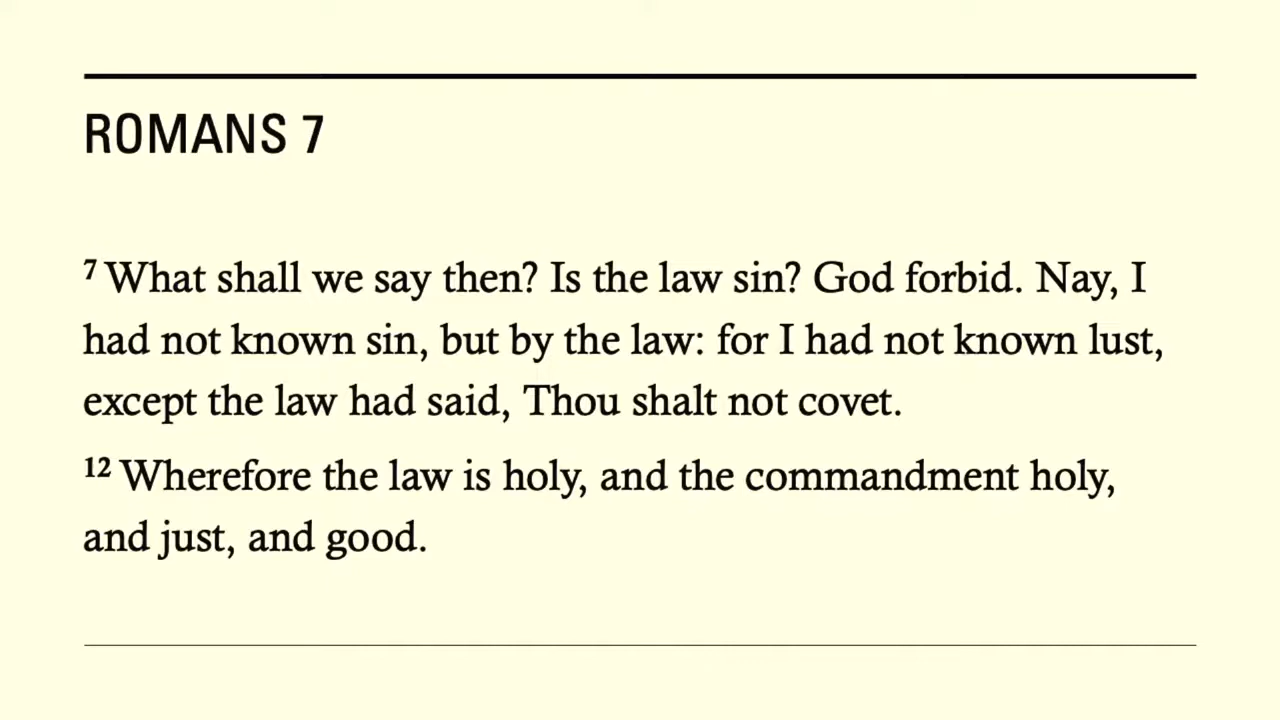 ROMANS 7
7 What shall we say then? Is the law sin? God forbid. Nay, I
had not known sin, but by the law: for I had not known lust,
except the law had said, Thou shalt not covet.
12 Wherefore the law is holy, and the commandment holy,
and just, and good.